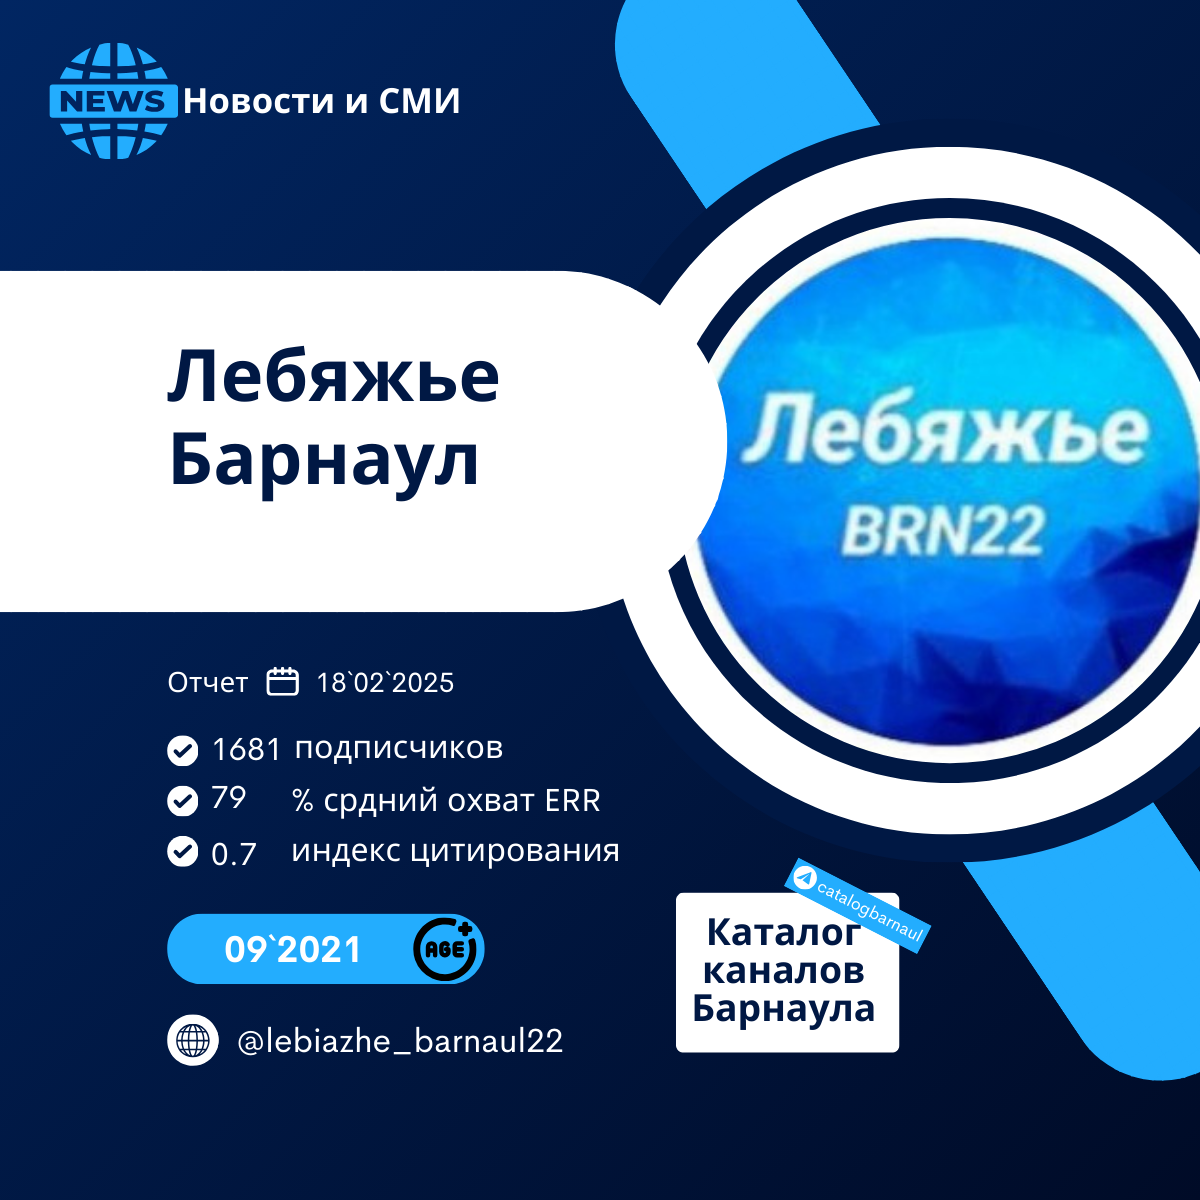 NEWS Новости и СМИ
Лебяжье
Барнаул
Лебяжье
BRN22
Отчет 18`02`2025
1681 подписчиков
79 % срдний охват ERR
0.7 индекс цитирования
09`2021 AGE+
@lebiazhe_barnaul22
catalogbarnaul
Каталог
каналов
Барнаула